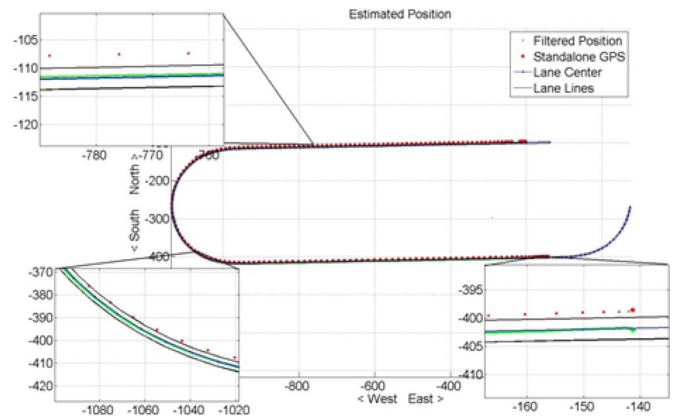 Estimated Position
Filtered Position
Standalone GPS
Lane Center
Lane Lines
-105
-110
-115
-120
-780
-770
-200
-300
-400
< South North >
-370
-380
-390
-400
-410
-420
-1080 -1060 -1040 -1020
-800 -600 -400
< West East >
-395
-400
-405
-410
-160 -150 -140